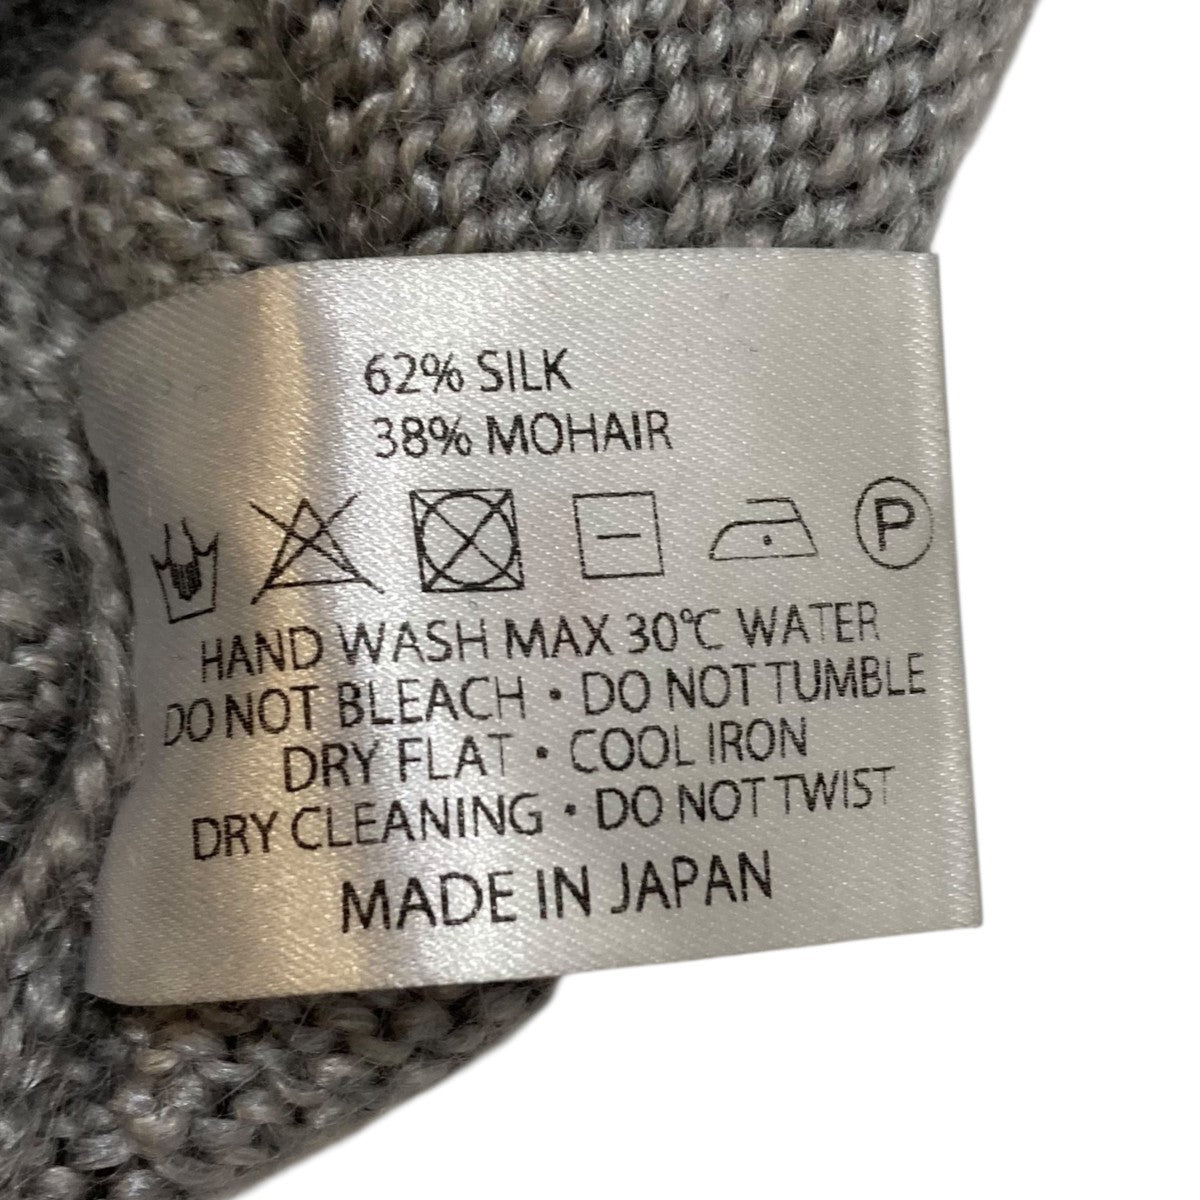 62% SILK
38% MOHAIR
P
HAND WASH MAX 30℃ WATER
DO NOT BLEACH • DO NOT TUMBLE
DRY FLAT • COOL IRON
DRY CLEANING • DO NOT TWIST
MADE IN JAPAN